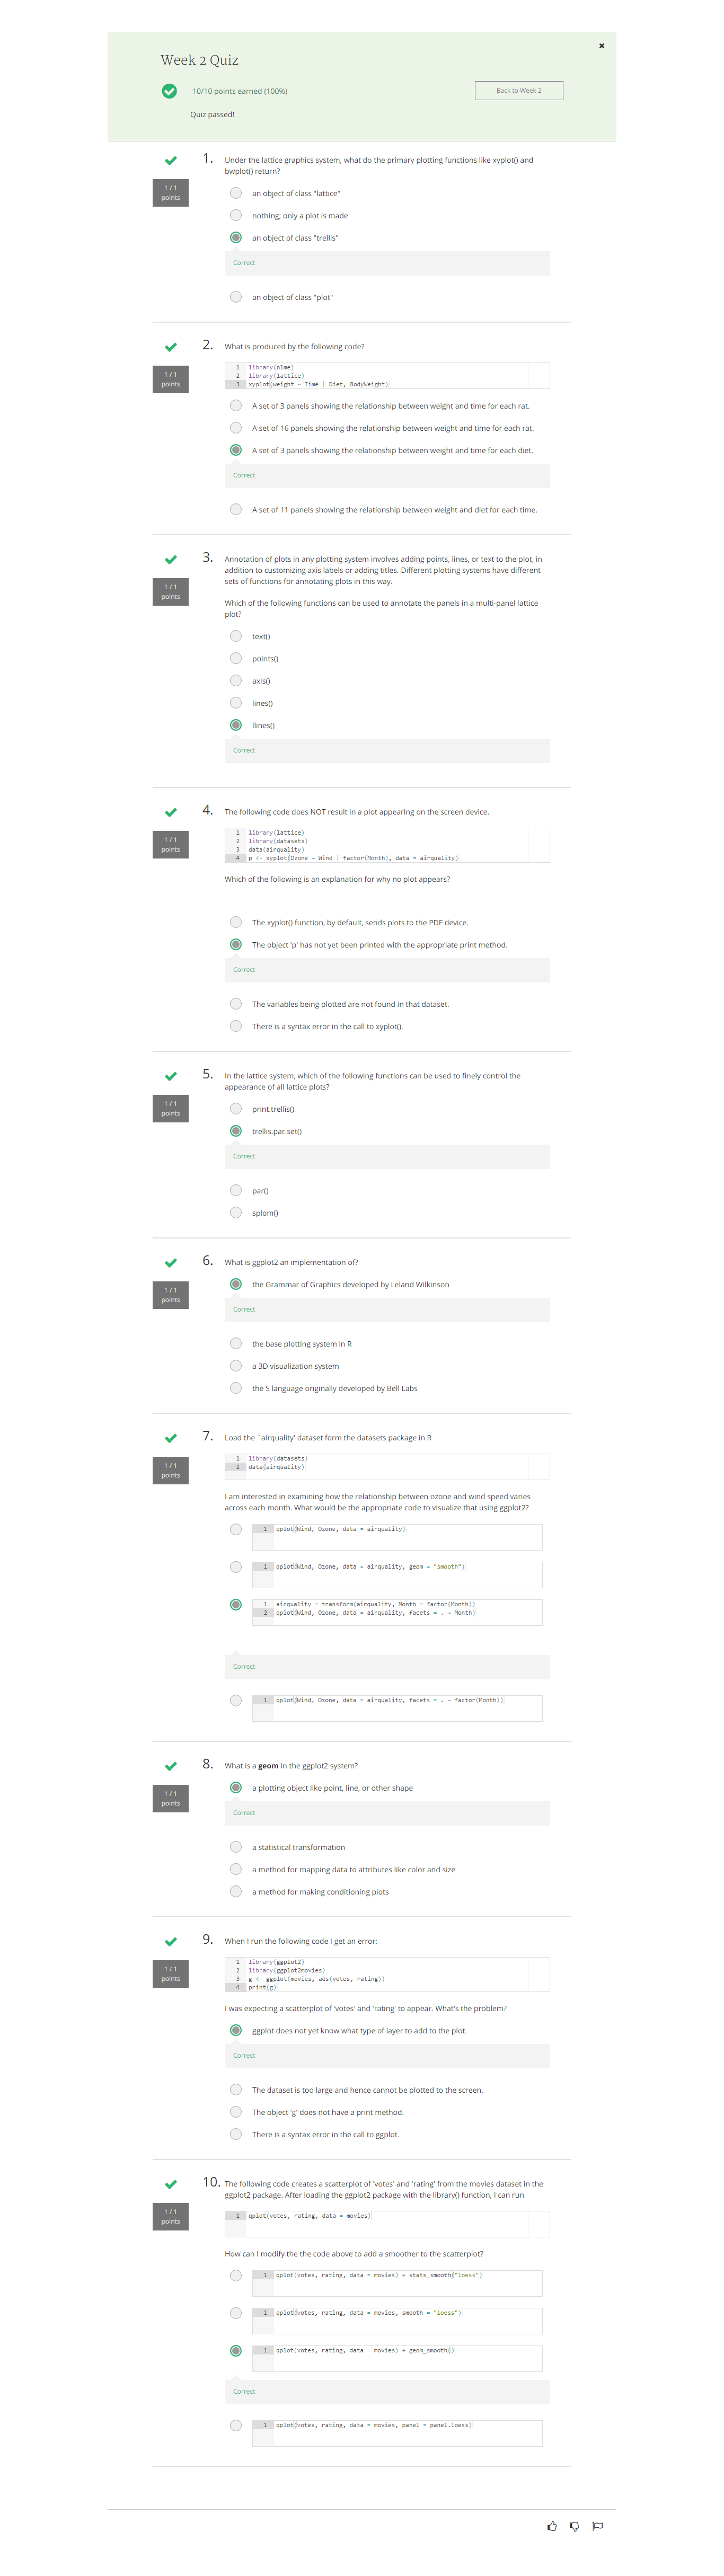 Week 2 Quiz
10/10 points earned (100%)
Back to Week 2
Quiz passed!
1 / 1
points
1.
Under the lattice graphics system, what do the primary plotting functions like xyplot() and
bwplot() return?
an object of class "lattice"
nothing; only a plot is made
an object of class "trellis"
Correct
an object of class "plot"
1 / 1
points
2.
What is produced by the following code?
1 library(nlme)
2 library(lattice)
3 xyplot(weight ~ Time | Diet, BodyWeight)
A set of 3 panels showing the relationship between weight and time for each rat.
A set of 16 panels showing the relationship between weight and time for each rat.
A set of 3 panels showing the relationship between weight and time for each diet.
Correct
A set of 11 panels showing the relationship between weight and diet for each time.
1 / 1
points
3.
Annotation of plots in any plotting system involves adding points, lines, or text to the plot, in
addition to customizing axis labels or adding titles. Different plotting systems have different
sets of functions for annotating plots in this way.
Which of the following functions can be used to annotate the panels in a multi-panel lattice
plot?
text()
points()
axis()
lines()
llines()
Correct
1 / 1
points
4.
The following code does NOT result in a plot appearing on the screen device.
1 library(lattice)
2 library(datasets)
3 data(airquality)
4 p <- xyplot(Ozone ~ Wind | factor(Month), data = airquality)
Which of the following is an explanation for why no plot appears?
The xyplot() function, by default, sends plots to the PDF device.
The object 'p' has not yet been printed with the appropriate print method.
Correct
The variables being plotted are not found in that dataset.
There is a syntax error in the call to xyplot().
1 / 1
points
5.
In the lattice system, which of the following functions can be used to finely control the
appearance of all lattice plots?
print.trellis()
trellis.par.set()
Correct
par()
splom()
1 / 1
points
6.
What is ggplot2 an implementation of?
the Grammar of Graphics developed by Leland Wilkinson
Correct
the base plotting system in R
a 3D visualization system
the S language originally developed by Bell Labs
1 / 1
points
7.
Load the `airquality' dataset form the datasets package in R
1 library(datasets)
2 data(airquality)
I am interested in examining how the relationship between ozone and wind speed varies
across each month. What would be the appropriate code to visualize that using ggplot2?
1 qplot(Wind, Ozone, data = airquality)
1 qplot(Wind, Ozone, data = airquality, geom = "smooth")
1 airquality = transform(airquality, Month = factor(Month))
2 qplot(Wind, Ozone, data = airquality, facets = . ~ Month)
Correct
1 qplot(Wind, Ozone, data = airquality, facets = . ~ factor(Month))
1 / 1
points
8.
What is a geom in the ggplot2 system?
a plotting object like point, line, or other shape
Correct
a statistical transformation
a method for mapping data to attributes like color and size
a method for making conditioning plots
1 / 1
points
9.
When I run the following code I get an error:
1 library(ggplot2)
2 library(ggplot2movies)
3 g <- ggplot(movies, aes(votes, rating))
4 print(g)
I was expecting a scatterplot of 'votes' and 'rating' to appear. What's the problem?
ggplot does not yet know what type of layer to add to the plot.
Correct
The dataset is too large and hence cannot be plotted to the screen.
The object 'g' does not have a print method.
There is a syntax error in the call to ggplot.
1 / 1
points
10.
The following code creates a scatterplot of 'votes' and 'rating' from the movies dataset in the
ggplot2 package. After loading the ggplot2 package with the library() function, I can run
1 qplot(votes, rating, data = movies)
How can I modify the the code above to add a smoother to the scatterplot?
1 qplot(votes, rating, data = movies) + stats_smooth("loess")
1 qplot(votes, rating, data = movies, smooth = "loess")
1 qplot(votes, rating, data = movies) + geom_smooth()
Correct
1 qplot(votes, rating, data = movies, panel = panel.loess)